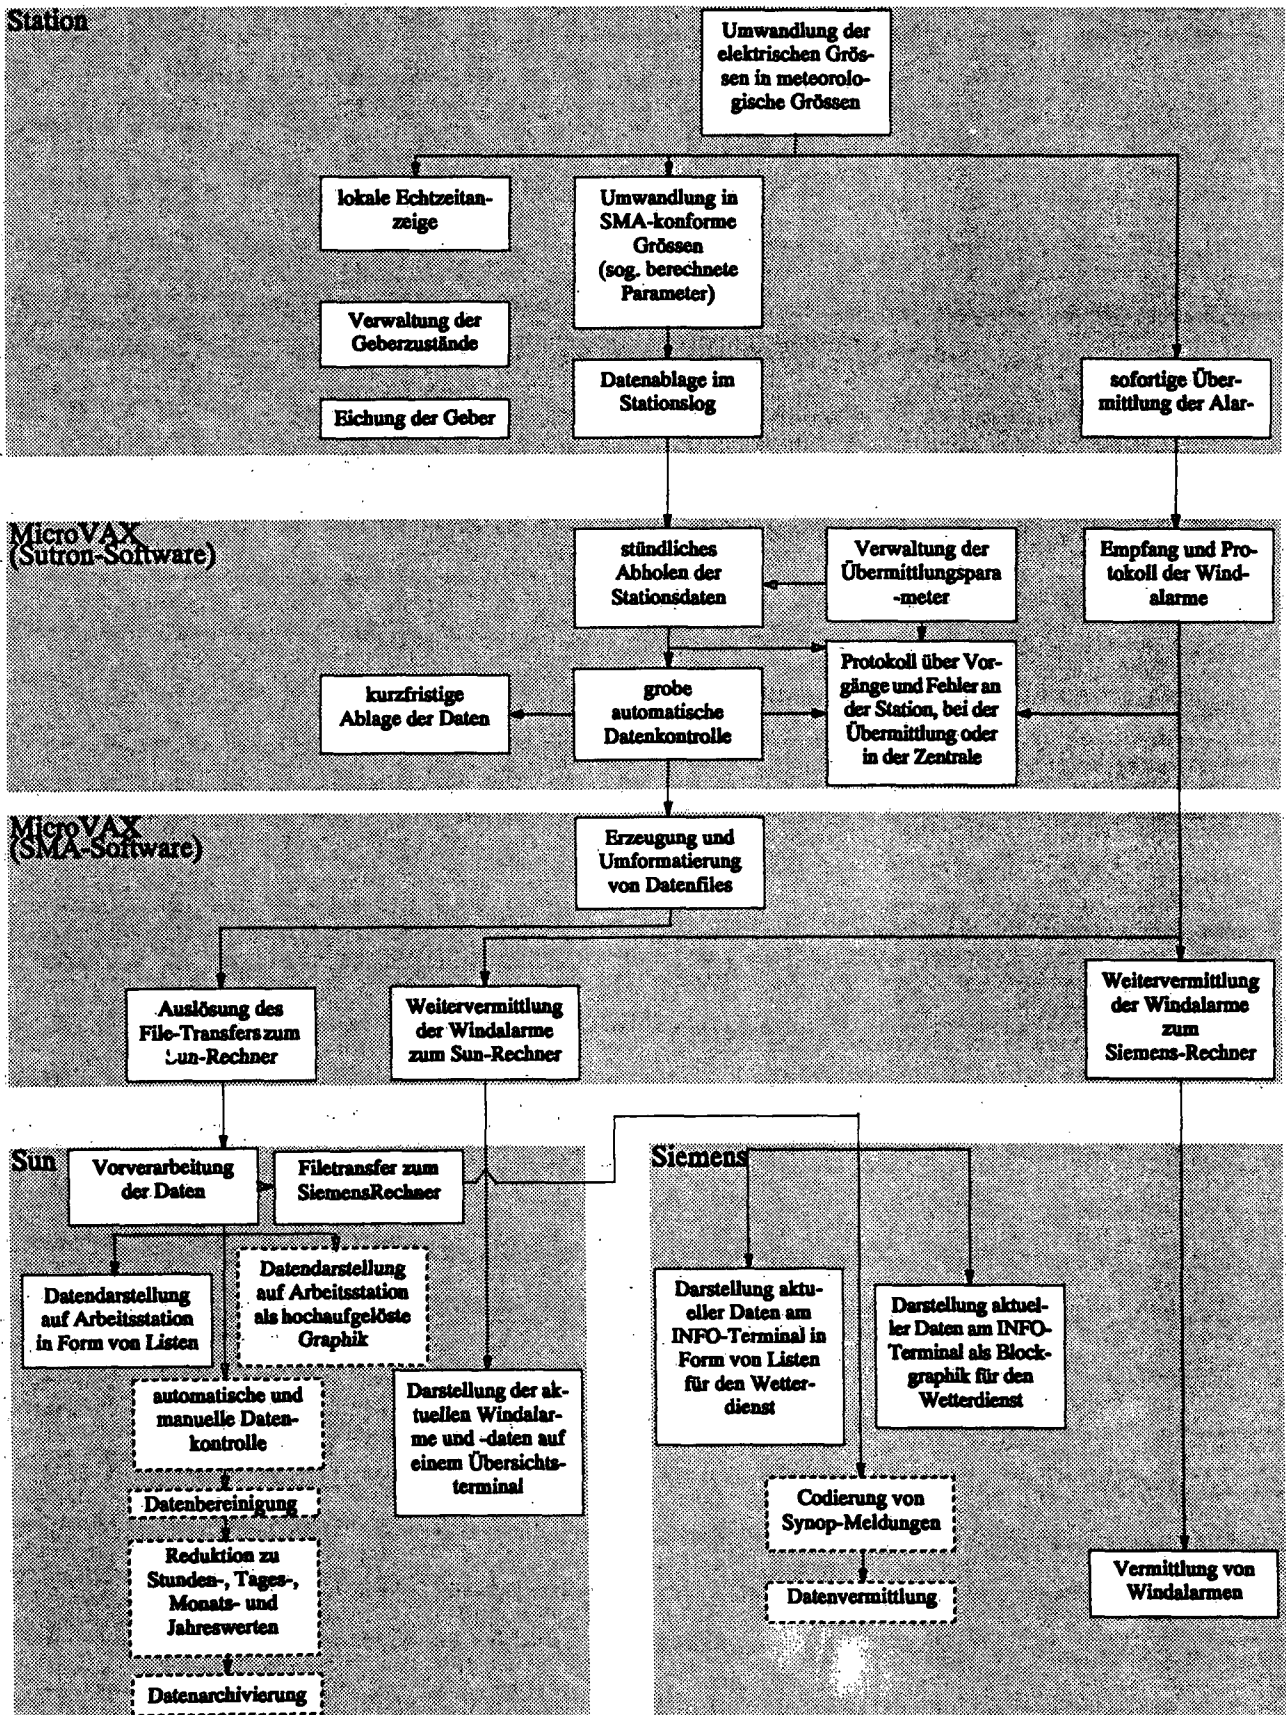 Station
Umwandlung der
elektrischen Grös-
sen in meteorolo-
gische Grössen
lokale Echtzeitan-
zeige
Umwandlung in
SMA-konforme
Grössen
(sog. berechnete
Parameter)
Verwaltung der
Geberzustände
Eichung der Geber
Datenablage im
Stationslog
sofortige Über-
mittlung der Alar-
MicroVAX
(Sutron-Software)
stündliches
Abholen der
Stationsdaten
Verwaltung der
Übermittlungspara
-meter
Empfang und Pro-
tokoll der Wind-
alarme
kurzfristige
Ablage der Daten
grobe
automatische
Datenkontrolle
Protokoll über Vor-
gänge und Fehler an
der Station, bei der
Übermittlung oder
in der Zentrale
MicroVAX
(SMA-Software)
Erzeugung und
Umformatierung
von Datenfiles
Auslösung des
File-Transfers zum
Sun-Rechner
Weitervermittlung
der Windalarme
zum Sun-Rechner
Weitervermittlung
der Windalarme
zum
Siemens-Rechner
Sun
Vorverarbeitung
der Daten
Filetransfer zum
SiemensRechner
Datendarstellung
auf Arbeitsstation
in Form von Listen
Datendarstellung
auf Arbeitsstation
als hochaufgelöste
Graphik
automatische und
manuelle Daten-
kontrolle
Datenbereinigung
Reduktion zu
Stunden-, Tages-,
Monats- und
Jahreswerten
Datenarchivierung
Darstellung der ak-
tuellen Windalar-
me und -daten auf
einem Übersichts-
terminal
Siemens
Darstellung aktu-
eller Daten am
INFO-Terminal in
Form von Listen
für den Wetter-
dienst
Darstellung aktuel-
ler Daten am INFO-
Terminal als Block-
graphik für den
Wetterdienst
Codierung von
Synop-Meldungen
Datenvermittlung
Vermittlung von
Windalarmen